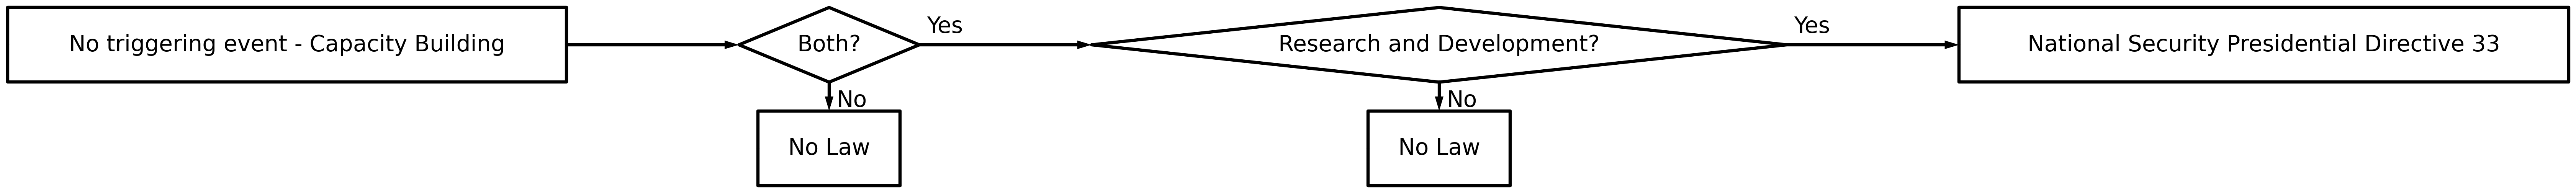 No triggering event - Capacity Building
Both?
Yes
Research and Development?
Yes
National Security Presidential Directive 33
No
No
No Law
No Law